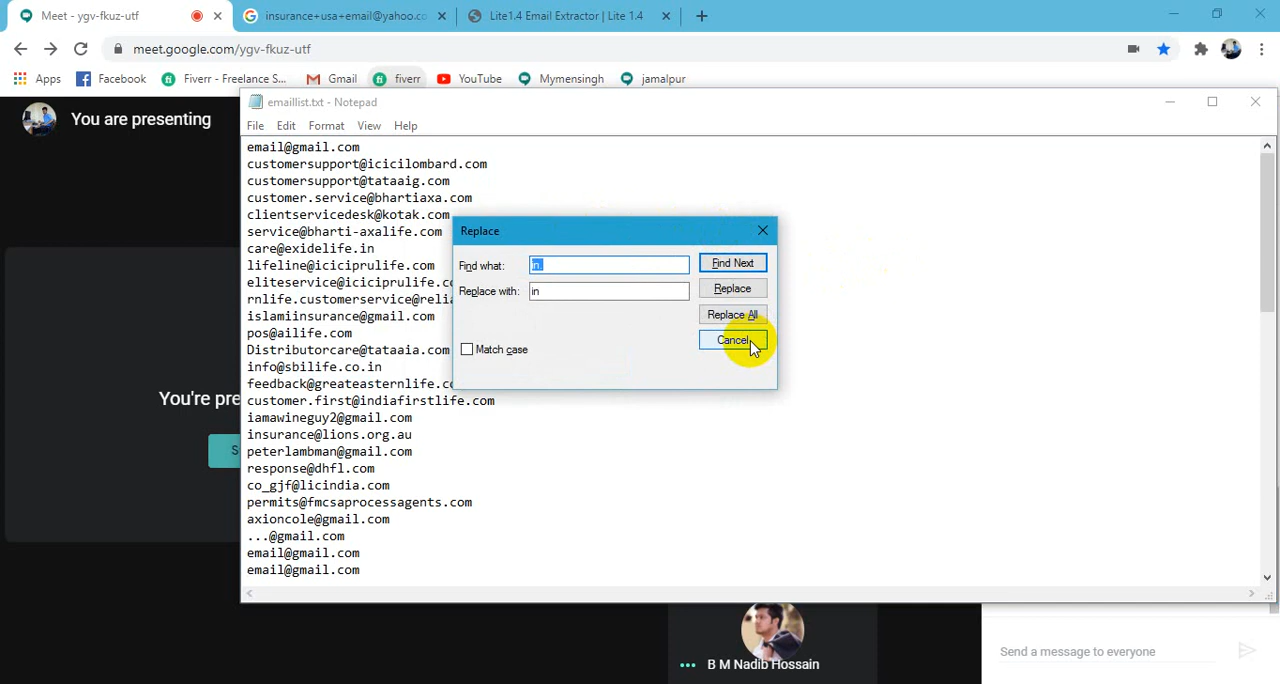 Meet - ygv-fkuz-utf
insurance+usa+email@yahoo.co
Lite1.4 Email Extractor | Lite 1.4
meet.google.com/ygv-fkuz-utf
Apps
Facebook
Fiverr - Freelance S...
Gmail
fiverr
YouTube
Mymensingh
jamalpur
You are presenting
emaillist.txt - Notepad
File Edit Format View Help
email@gmail.com
customersupport@icicilombard.com
customersupport@tataaig.com
customer.service@bhartiaxa.com
clientservicedesk@kotak.com
service@bharti-axalife.com
care@exidelife.in
lifeline@iciciprulife.com
eliteservice@iciciprulife.c
rnlife.customerservice@relia
islamiinsurance@gmail.com
pos@ailife.com
Distributorcare@tataaia.com
info@sbilife.co.in
feedback@greateasternlife.co
customer.first@indiafirstlife.com
iamawineguy2@gmail.com
insurance@lions.org.au
peterlambman@gmail.com
response@dhfl.com
co_gjf@licindia.com
permits@fmcsaprocessagents.com
axioncole@gmail.com
...@gmail.com
email@gmail.com
email@gmail.com
Replace
Find what: in.
Find Next
Replace with: in
Replace
Replace All
Cancel
Match case
You're pre
S
B M Nadib Hossain
Send a message to everyone